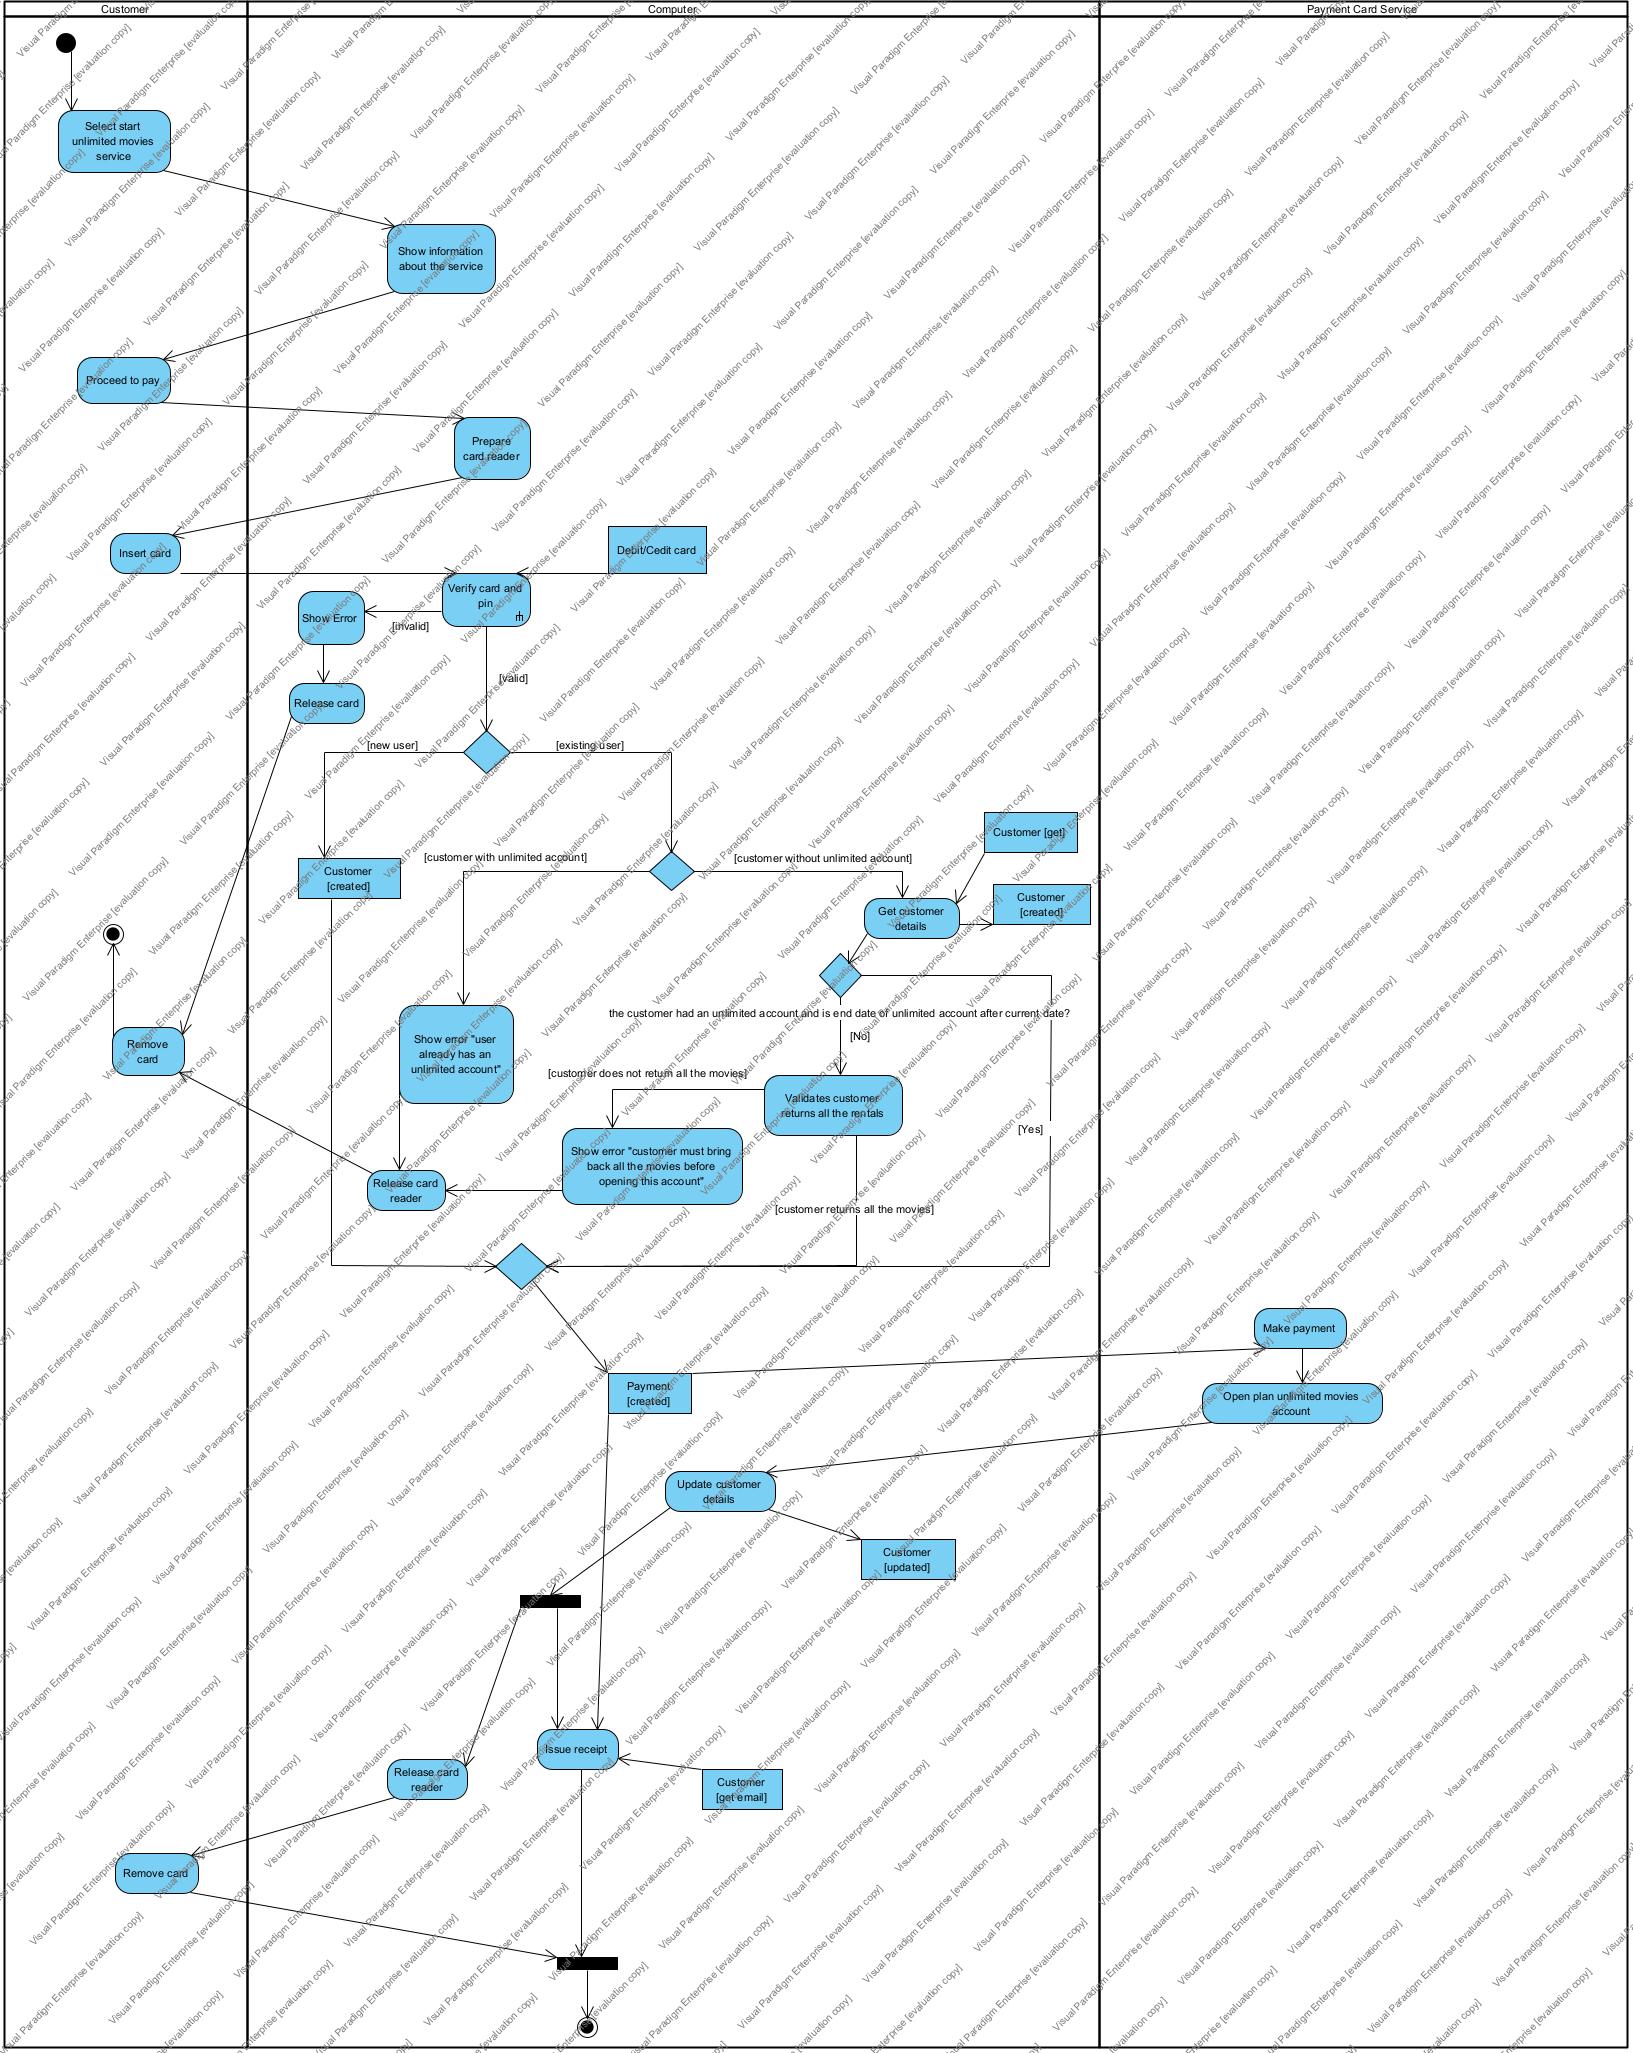 Customer
Computer
Payment Card Service
Select start
unlimited movies
service
Show information
about the service
Proceed to pay
Prepare
card reader
Insert card
Debit/Cedit card
Verify card and
pin
Show Error
[invalid]
[valid]
Release card
[new user]
[existing user]
Customer [get]
[customer with unlimited account]
[customer without unlimited account]
Customer
[created]
Customer
[created]
Get customer
details
the customer had an unlimited account and is end date of unlimited account after current date?
[No]
Show error "user
already has an
unlimited account"
Remove
card
[customer does not return all the movies]
Validates customer
returns all the rentals
[Yes]
Show error "customer must bring
back all the movies before
opening this account"
Release card
reader
[customer returns all the movies]
Make payment
Payment
[created]
Open plan unlimited movies
account
Update customer
details
Customer
[updated]
Issue receipt
Release card
reader
Customer
[get email]
Remove card
Visual Paradigm Enterprise [evaluation copy]